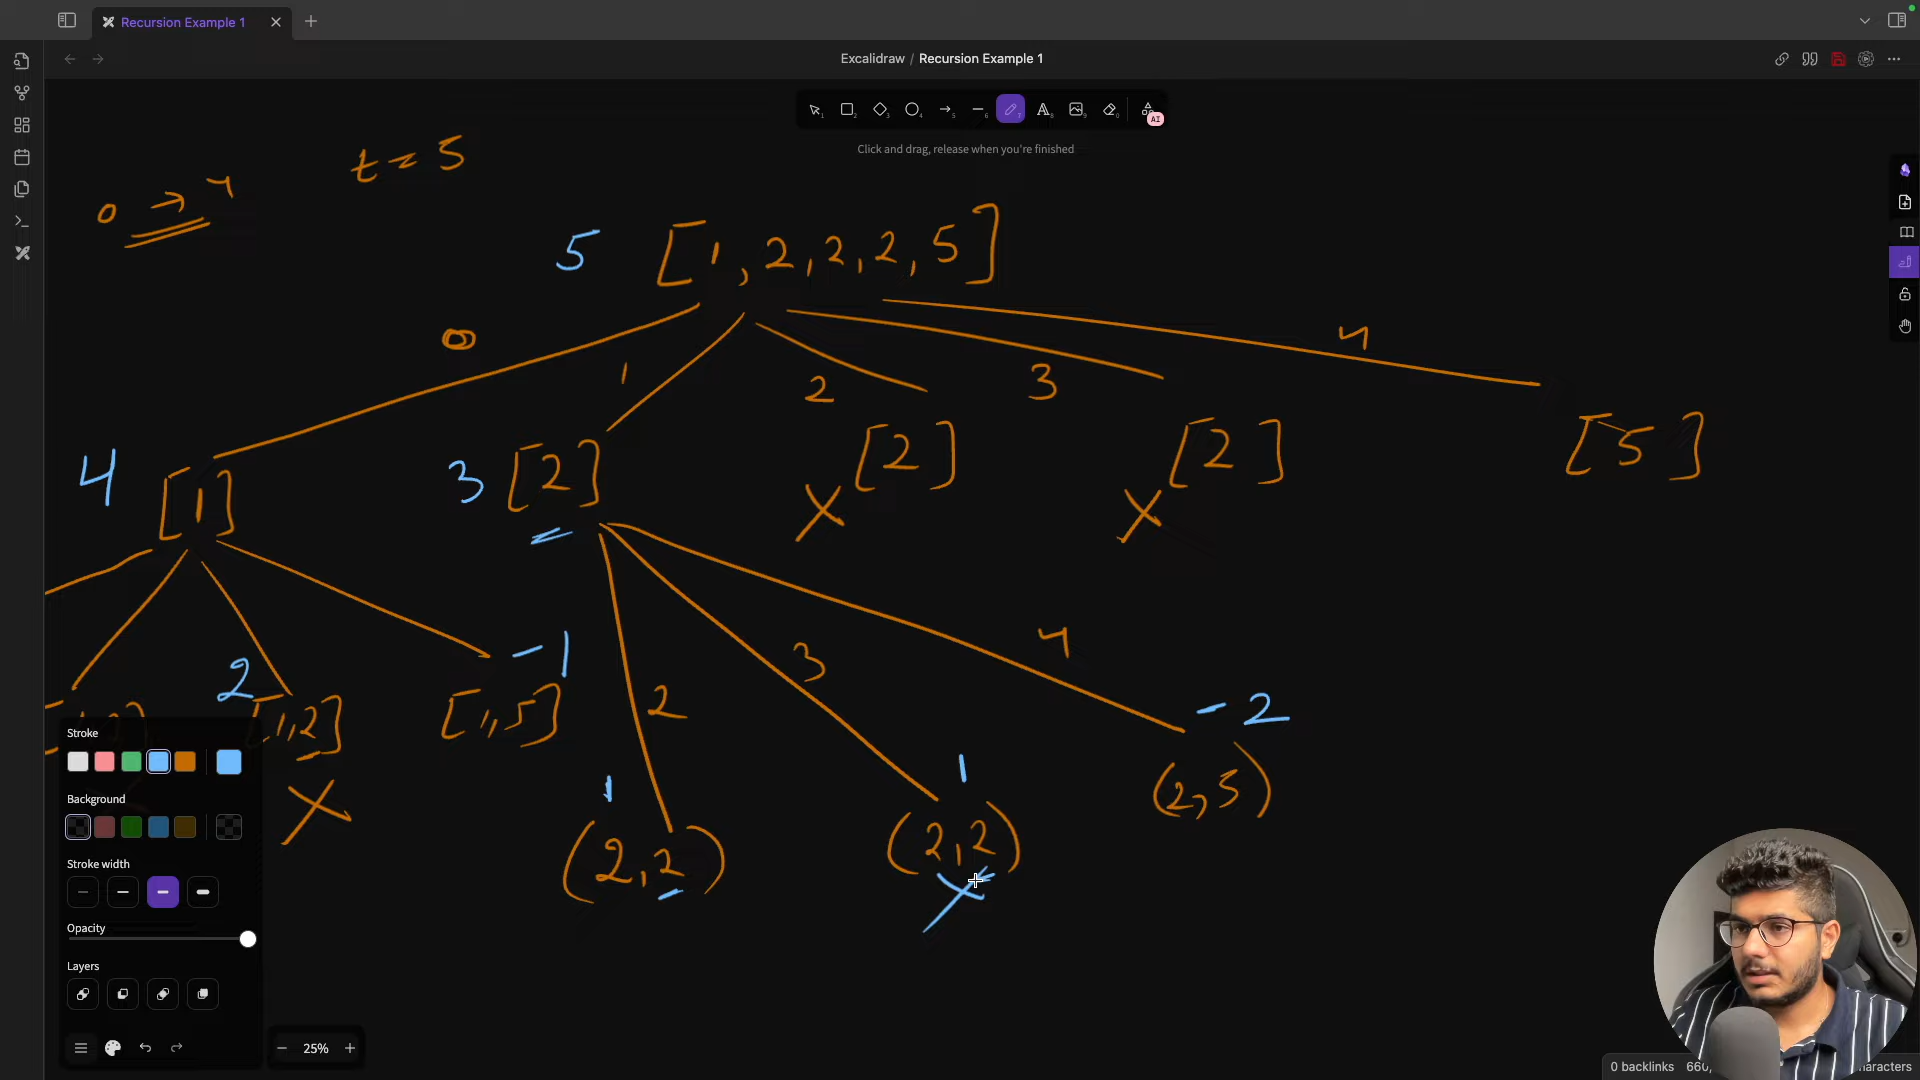 Recursion Example 1
Excalidraw / Recursion Example 1
AI
Click and drag, release when you're finished
0 → 4
t = 5
5 [1, 2, 2, 2, 5]
0
1
2
3
4
4 [1]
3 [2]
[2]
X
[2]
X
[5]
2
[1,2]
X
-1
[1,5]
2
3
4
1
(2,2)
1
(2,2)
X
-2
(2,5)
Stroke
Background
Stroke width
Opacity
Layers
25%
0 backlinks